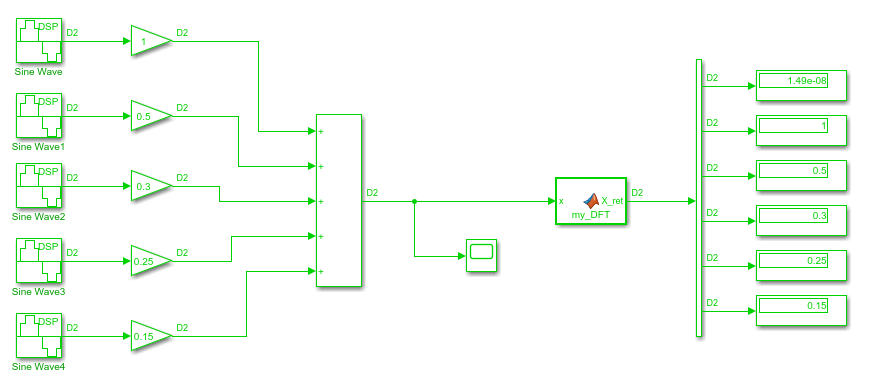 DSP
D2
1
D2
Sine Wave
DSP
D2
0.5
D2
Sine Wave1
DSP
D2
0.3
D2
Sine Wave2
DSP
D2
0.25
D2
Sine Wave3
DSP
D2
0.15
D2
Sine Wave4
+
+
+
+
+
D2
x
X_ret
my_DFT
D2
D2
1.49e-08
D2
1
D2
0.5
D2
0.3
D2
0.25
D2
0.15